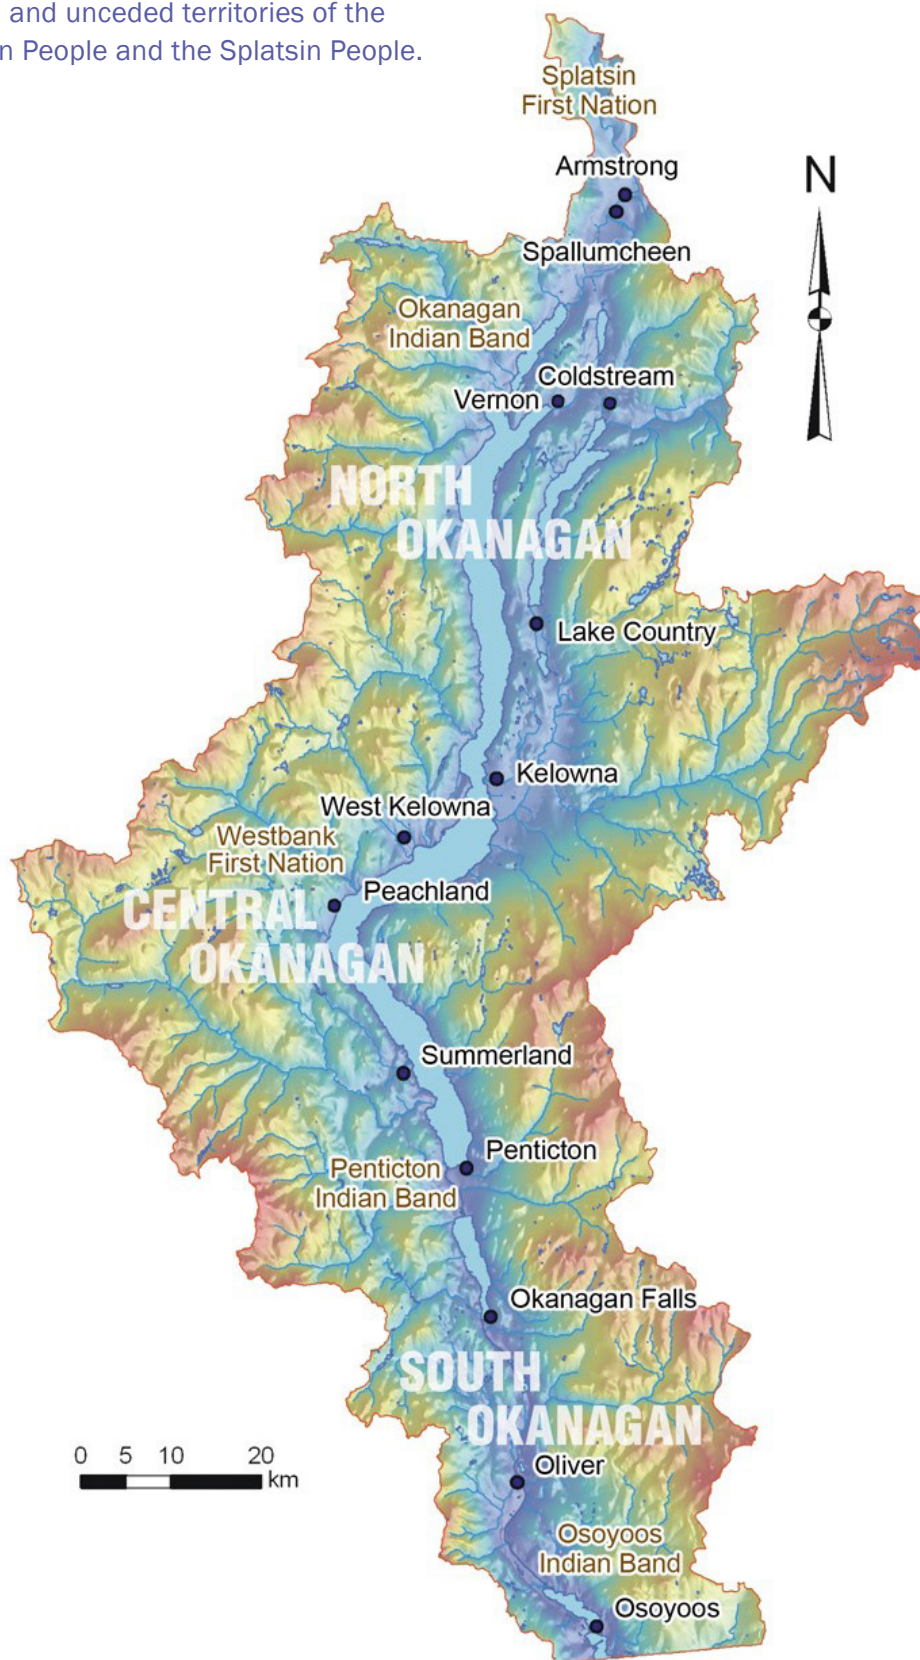 and unceded territories of the
n People and the Splatsin People.
Splatsin
First Nation
Armstrong
N
Spallumcheen
Okanagan
Indian Band
Coldstream
Vernon
NORTH
OKANAGAN
Lake Country
Kelowna
West Kelowna
Westbank
First Nation
Peachland
CENTRAL
OKANAGAN
Summerland
Penticton
Penticton
Indian Band
Okanagan Falls
SOUTH
OKANAGAN
0 5 10 20
km
Oliver
Osoyoos
Indian Band
Osoyoos